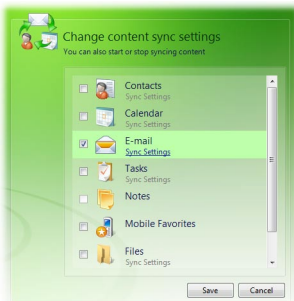 Change content sync settings
You can also start or stop syncing content
Contacts
Sync Settings
Calendar
Sync Settings
E-mail
Sync Settings
Tasks
Sync Settings
Notes
Mobile Favorites
Files
Sync Settings
Save
Cancel